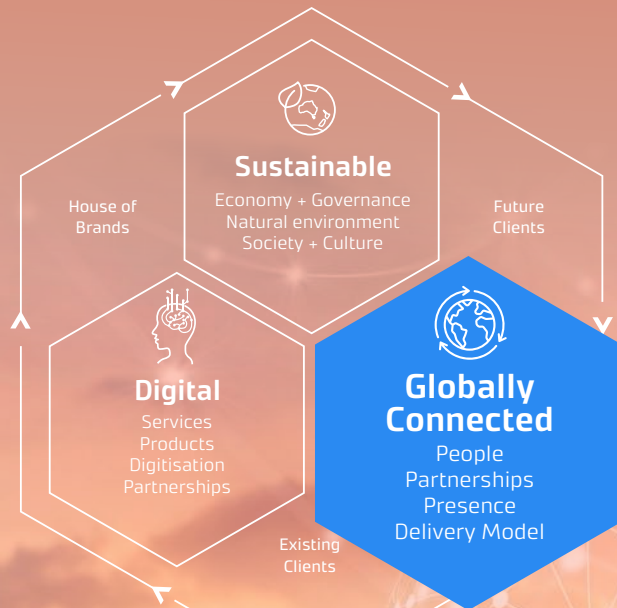 Sustainable
Economy + Governance
Natural environment
Society + Culture
House of
Brands
Future
Clients
Digital
Services
Products
Digitisation
Partnerships
Globally
Connected
People
Partnerships
Presence
Delivery Model
Existing
Clients